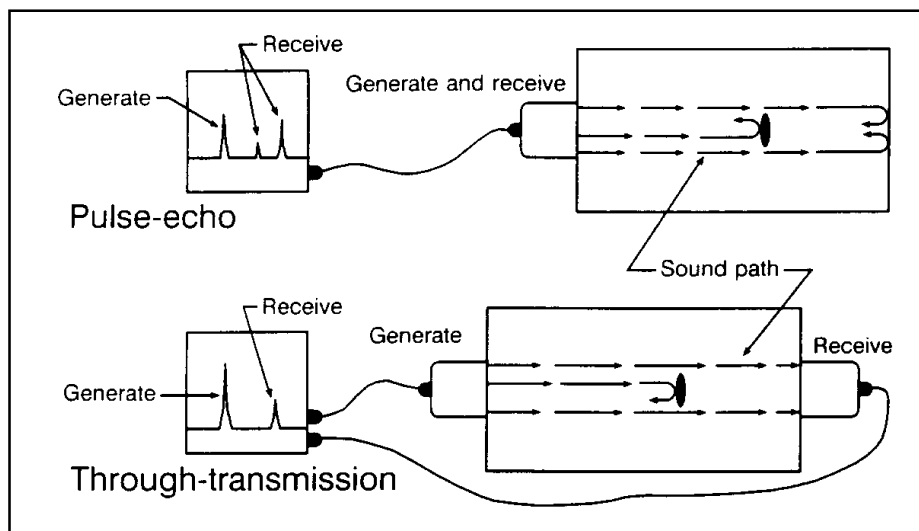 Receive
Generate
Generate and receive
Pulse-echo
Sound path
Receive
Generate
Receive
Generate
Through-transmission